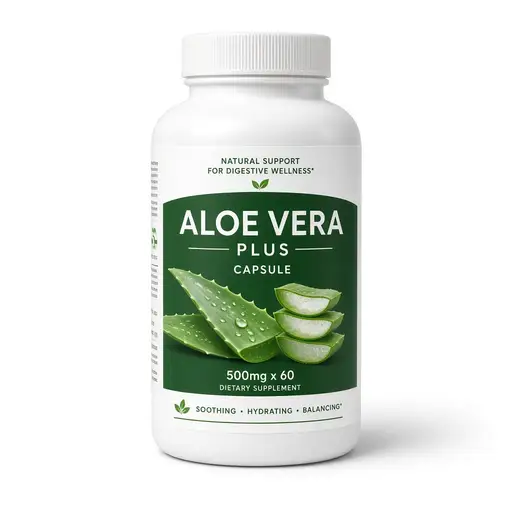 NATURAL SUPPORT
FOR DIGESTIVE WELLNESS*
ALOE VERA
PLUS
CAPSULE
500mg x 60
DIETARY SUPPLEMENT
SOOTHING • HYDRATING • BALANCING*